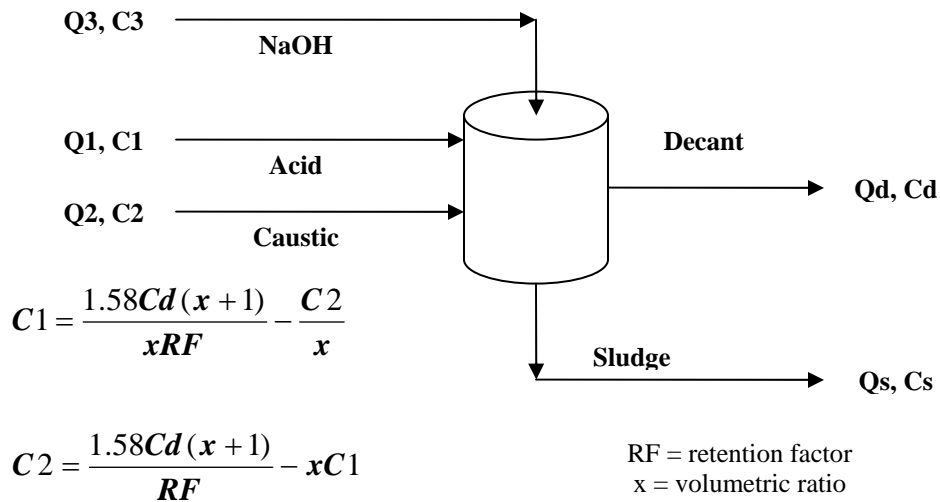 Q3, C3
NaOH
Q1, C1
Acid
Decant
Qd, Cd
Q2, C2
Caustic
C1 = 1.58Cd(x+1)/xRF − C2/x
Sludge
Qs, Cs
C2 = 1.58Cd(x+1)/RF − xC1
RF = retention factor
x = volumetric ratio